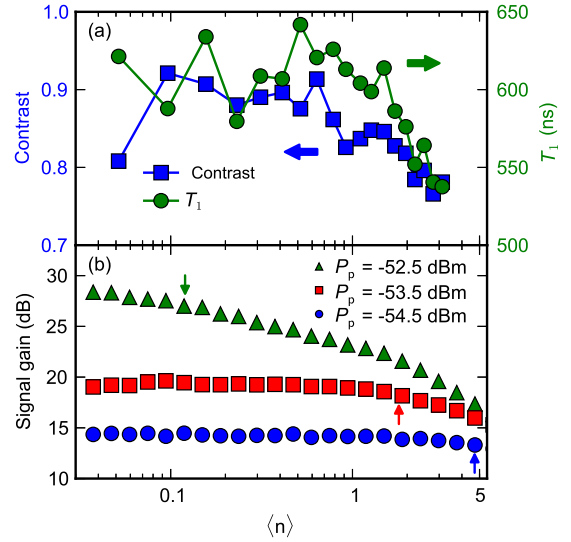 (a)
1.0
0.9
0.8
0.7
Contrast
650
600
550
500
T₁ (ns)
Contrast
T₁
(b)
30
25
20
15
10
Signal gain (dB)
Pₚ = -52.5 dBm
Pₚ = -53.5 dBm
Pₚ = -54.5 dBm
0.1
1
5
⟨n⟩